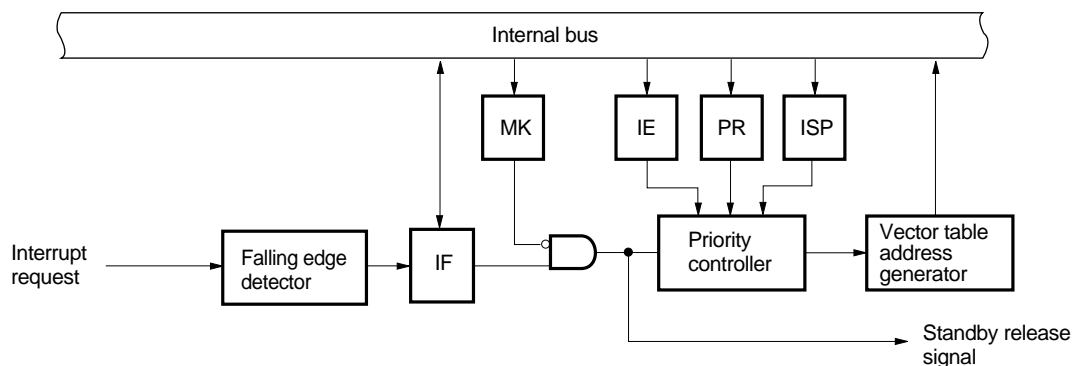 Internal bus
MK
IE
PR
ISP
Interrupt
request
Falling edge
detector
IF
Priority
controller
Vector table
address
generator
Standby release
signal